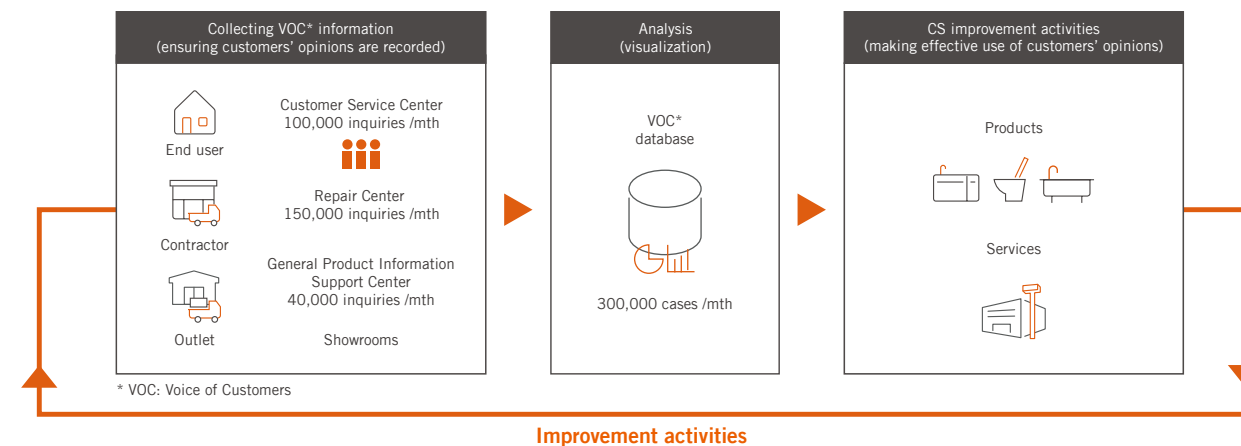 Collecting VOC* information
(ensuring customers' opinions are recorded)
End user
Contractor
Outlet
Customer Service Center
100,000 inquiries /mth
Repair Center
150,000 inquiries /mth
General Product Information
Support Center
40,000 inquiries /mth
Showrooms
Analysis
(visualization)
VOC*
database
300,000 cases /mth
CS improvement activities
(making effective use of customers' opinions)
Products
Services
* VOC: Voice of Customers
Improvement activities